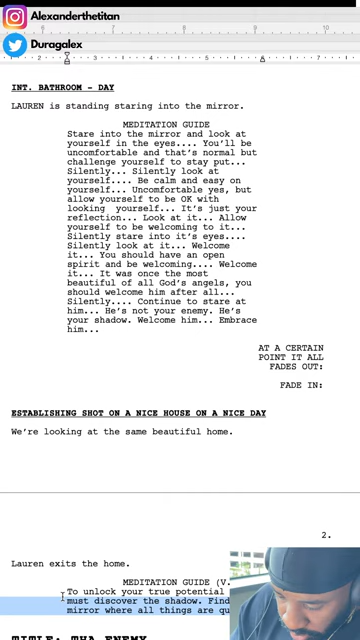 Alexanderthetitan
Duragalex
INT. BATHROOM - DAY
LAUREN is standing staring into the mirror.
MEDITATION GUIDE
Stare into the mirror and look at
yourself in the eyes.... You'll be
uncomfortable and that's normal but
challenge yourself to stay put...
Silently... Silently look at
yourself.... Be calm and easy on
yourself... Uncomfortable yes, but
allow yourself to be OK with
looking yourself... It's just your
reflection... Look at it... Allow
yourself to be welcoming to it...
Silently stare into it's eyes....
Silently look at it... Welcome
it... You should have an open
spirit and be welcoming.... Welcome
it... It was once the most
beautiful of all God's angels, you
should welcome him after all...
Silently.... Continue to stare at
him... He's not your enemy. He's
your shadow. Welcome him... Embrace
him...
AT A CERTAIN
POINT IT ALL
FADES OUT:
FADE IN:
ESTABLISHING SHOT ON A NICE HOUSE ON A NICE DAY
We're looking at the same beautiful home.
2.
Lauren exits the home.
MEDITATION GUIDE (V.
To unlock your true potential
must discover the shadow. Find
mirror where all things are qu
TITLE: THA ENEMY